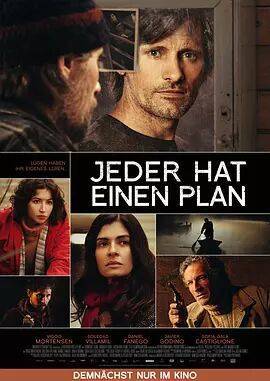 LÜGEN HABEN
IHR EIGENES LEBEN.
JEDER HAT
EINEN PLAN
VIGGO MORTENSEN
SOLEDAD VILLAMIL
DANIEL FANEGO
JAVIER GODINO
SOFÍA GALA CASTIGLIONE
DEMNÄCHST NUR IM KINO